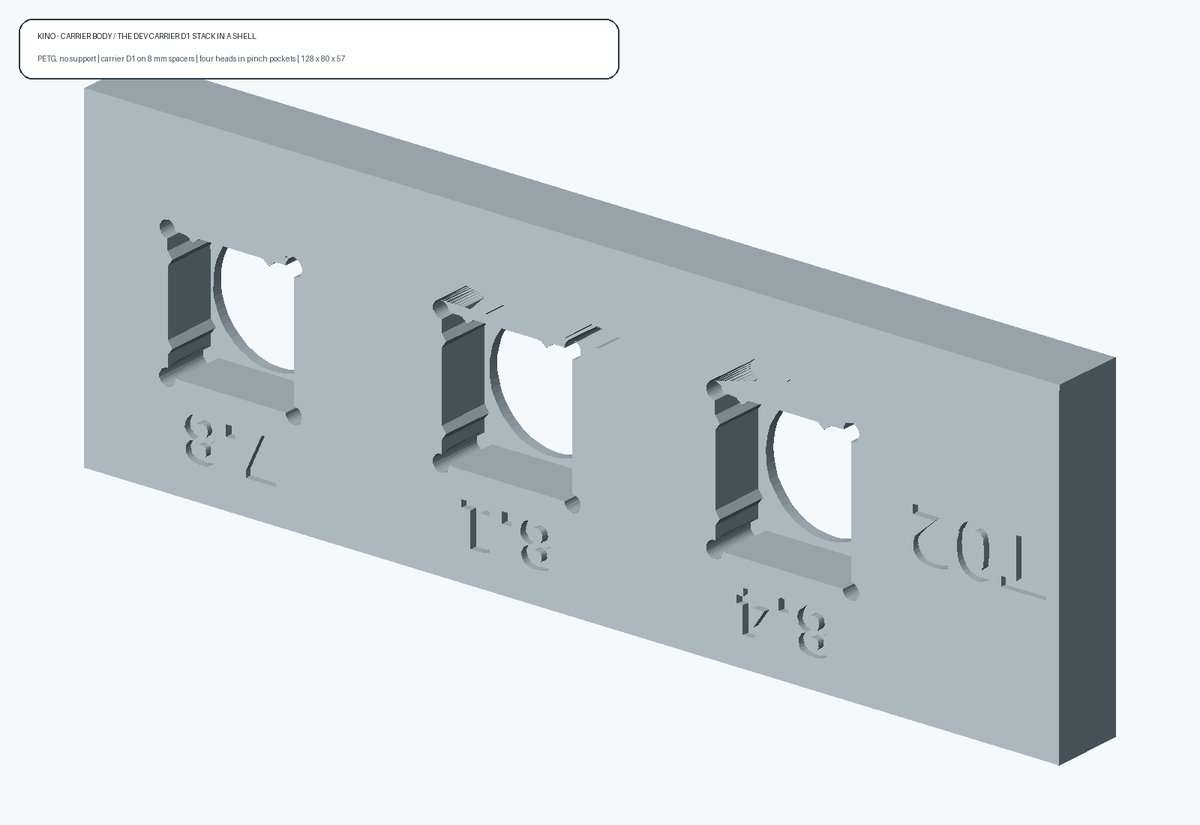 KINO - CARRIER BODY / THE DEV CARRIER D1 STACK IN A SHELL
PETG, no support | carrier D1 on 8 mm spacers | four heads in pinch pockets | 128 x 80 x 57
7.8
8.1
8.4
T02